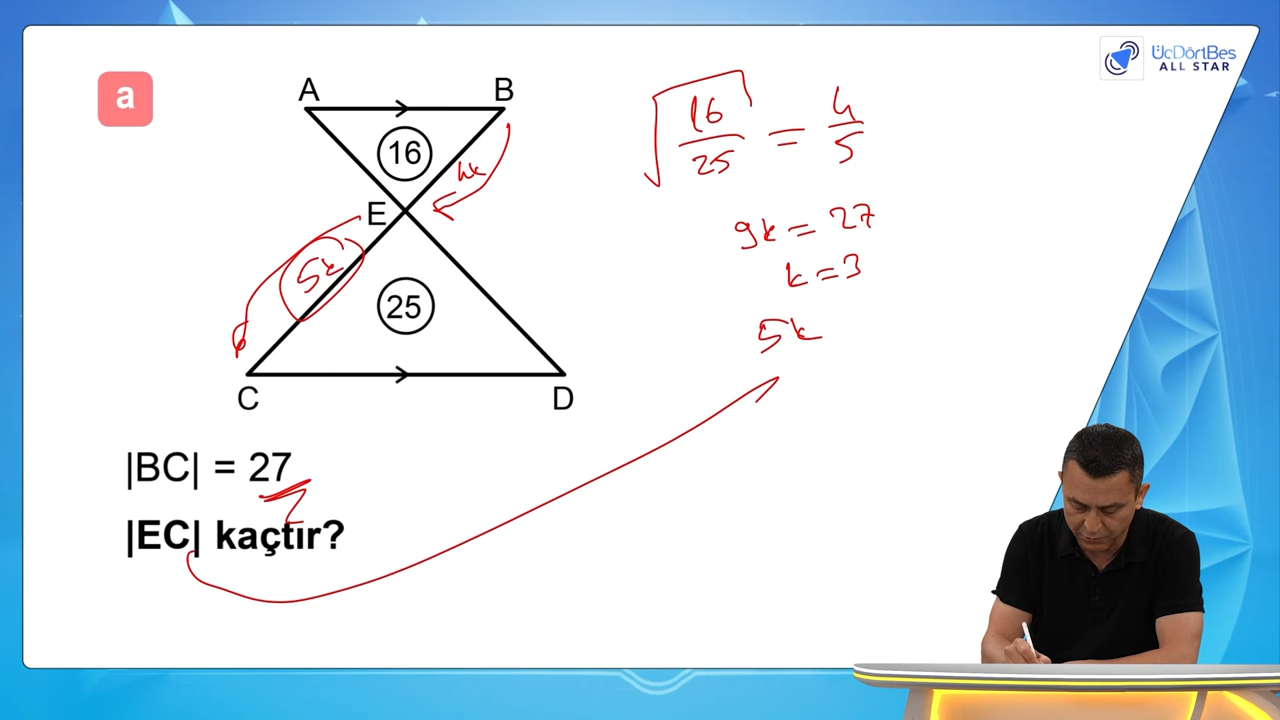 a
ÜçDörtBeş
ALL STAR
A
B
16
4k
E
5k
25
C
D
√16/25 = 4/5
9k = 27
k = 3
5k
|BC| = 27
|EC| kaçtır?